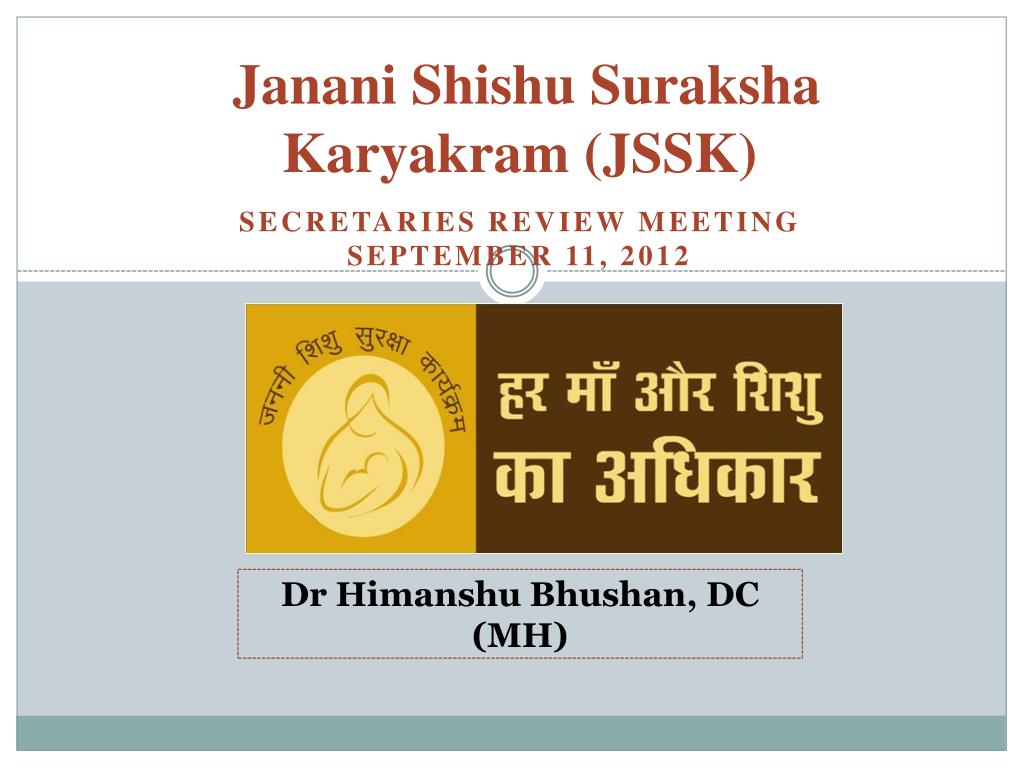 Janani Shishu Suraksha
Karyakram (JSSK)
SECRETARIES REVIEW MEETING
SEPTEMBER 11, 2012
जननी शिशु सुरक्षा कार्यक्रम
हर माँ और शिशु
का अधिकार
Dr Himanshu Bhushan, DC
(MH)